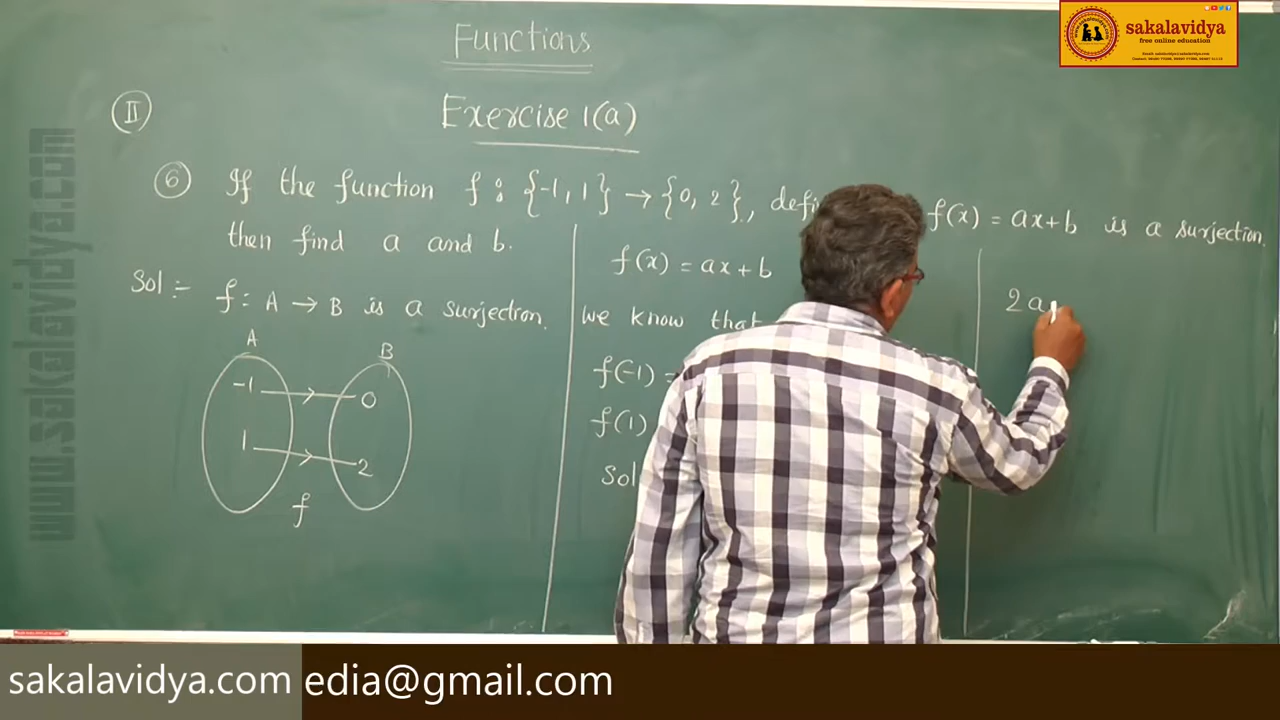 Functions
II
Exercise 1(a)
6 If the function f : {-1, 1} → {0, 2}, f(x) = ax+b is a surjection.
then find a and b.
Sol :- f : A → B is a surjection.
A
B
-1
0
1
2
f
f(x) = ax+b
we know that
f(-1) =
f(1)
2a
www.sakalavidya.com
sakalavidya
free online education
sakalavidya.com
edia@gmail.com